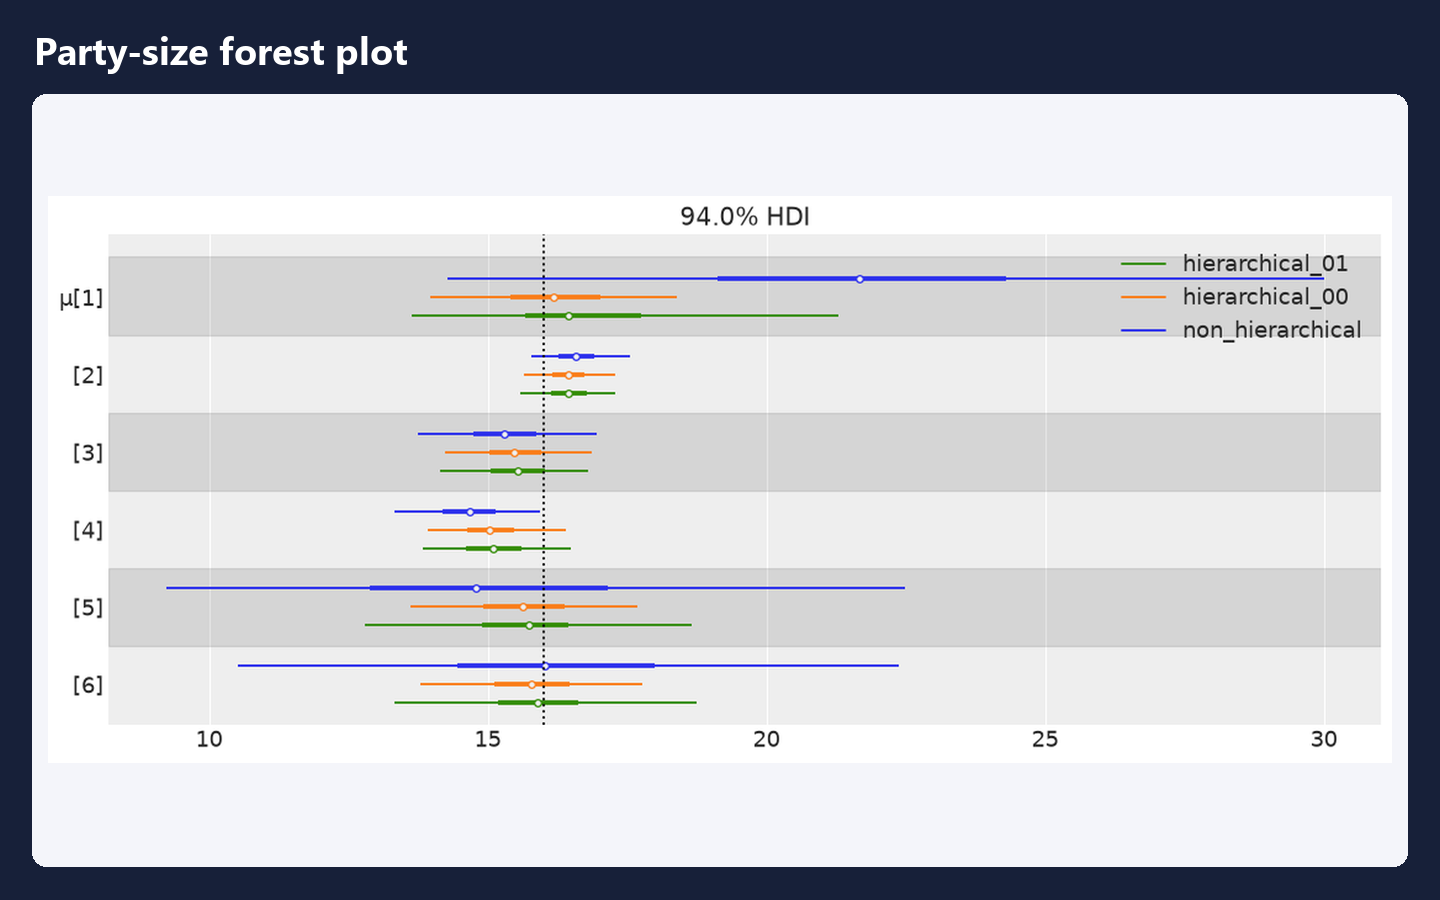 Party-size forest plot
94.0% HDI
hierarchical_01
μ[1]
hierarchical_00
non_hierarchical
[2]
[3]
[4]
[5]
[6]
10 15 20 25 30